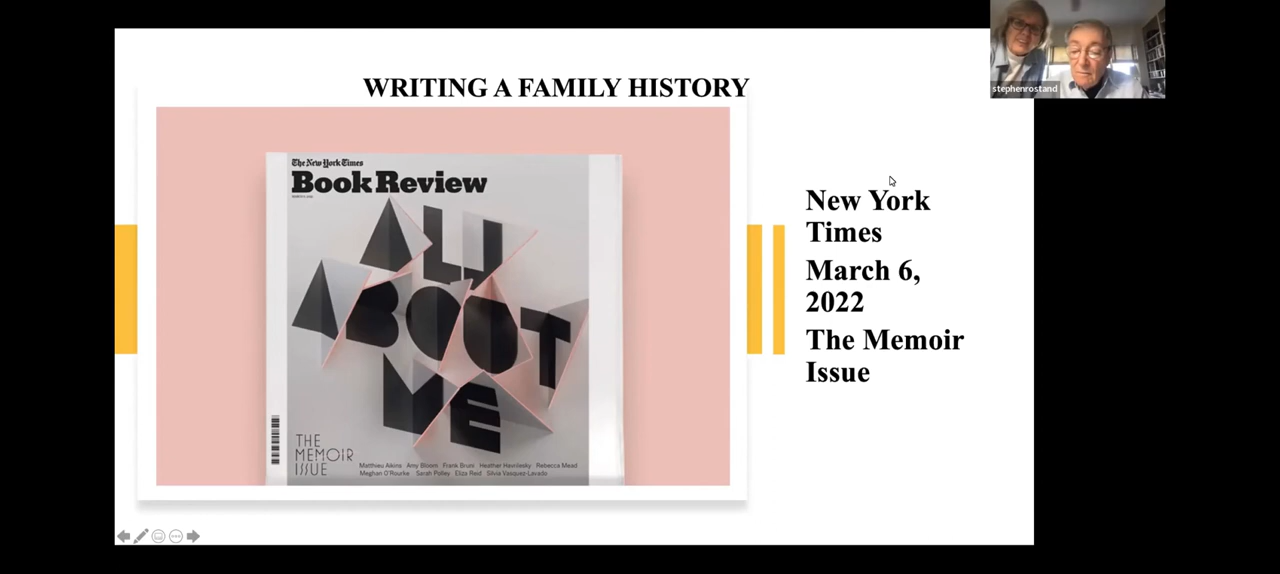 WRITING A FAMILY HISTORY
The New York Times
Book Review
ALL
ABOUT
ME
THE
MEMOIR
ISSUE
Matthieu Aikins Amy Bloom Frank Bruni Heather Havrilesky Rebecca Mead
Meghan O'Rourke Sarah Polley Eliza Reid Silvia Vasquez-Lavado
New York
Times
March 6,
2022
The Memoir
Issue
stephenrostand